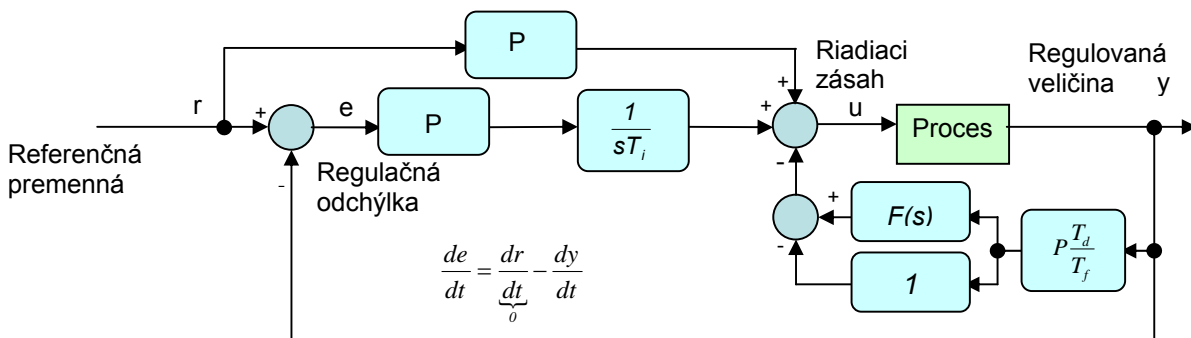 P
Riadiaci
zásah
Regulovaná
veličina y
r + e P 1/(sT_i) + + u Proces
Referenčná
premenná
- Regulačná
odchýlka
-
+ F(s)
- 1
P T_d/T_f
de/dt = dr/dt - dy/dt
0